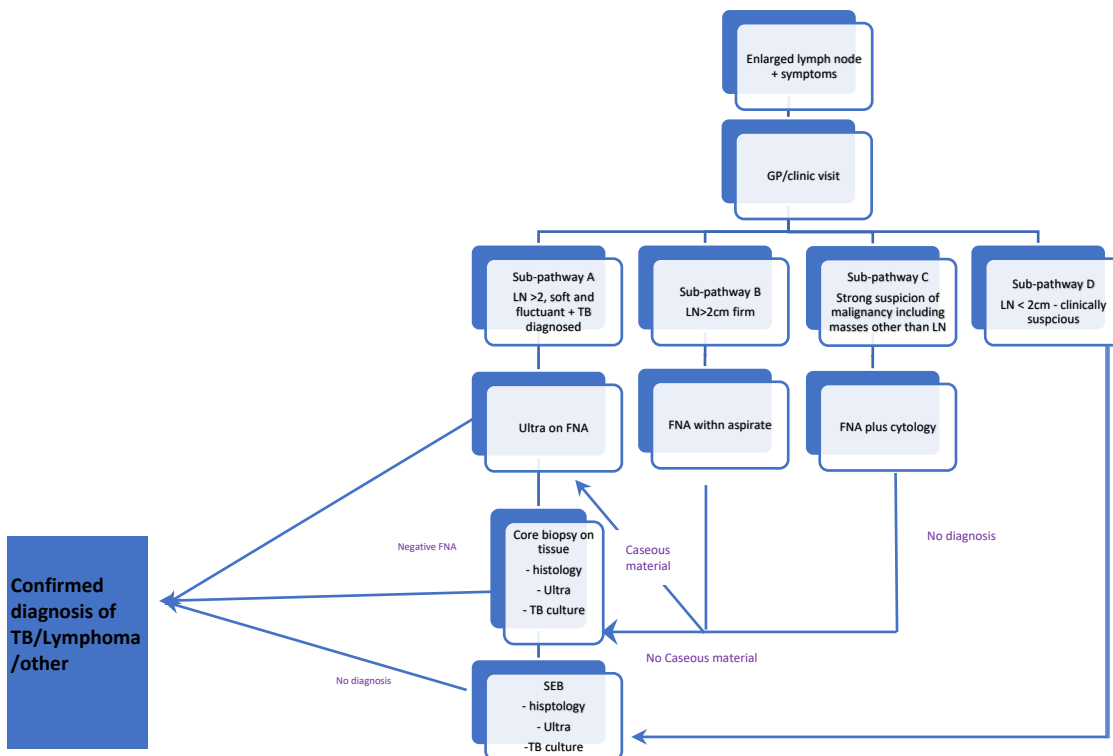 Enlarged lymph node
+ symptoms
GP/clinic visit
Sub-pathway A
LN >2, soft and
fluctuant + TB
diagnosed
Sub-pathway B
LN>2cm firm
Sub-pathway C
Strong suspicion of
malignancy including
masses other than LN
Sub-pathway D
LN < 2cm - clinically
suspcious
Ultra on FNA
FNA withn aspirate
FNA plus cytology
Core biopsy on
tissue
- histology
- Ultra
- TB culture
Negative FNA
Caseous
material
No diagnosis
No Caseous material
Confirmed
diagnosis of
TB/Lymphoma
/other
No diagnosis
SEB
- hisptology
- Ultra
-TB culture